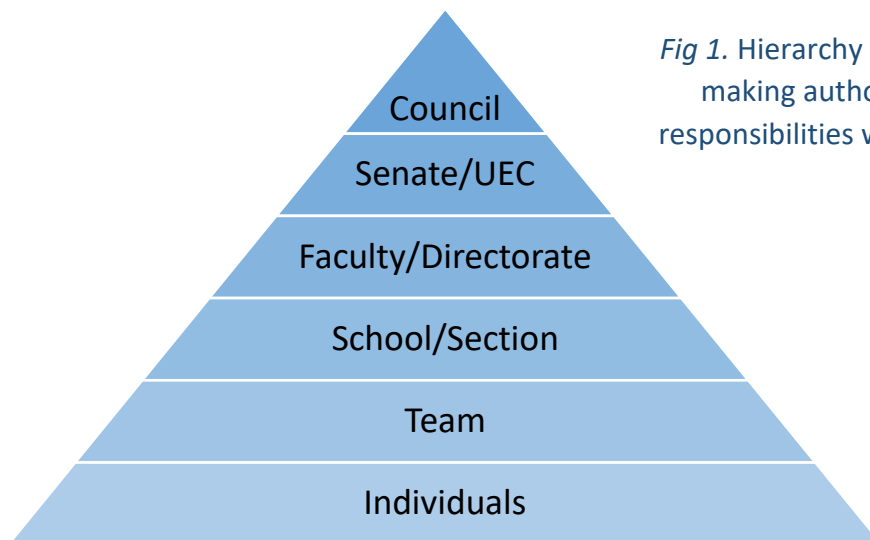 Fig 1. Hierarchy
making
responsibilities
Council
Senate/UEC
Faculty/Directorate
School/Section
Team
Individuals